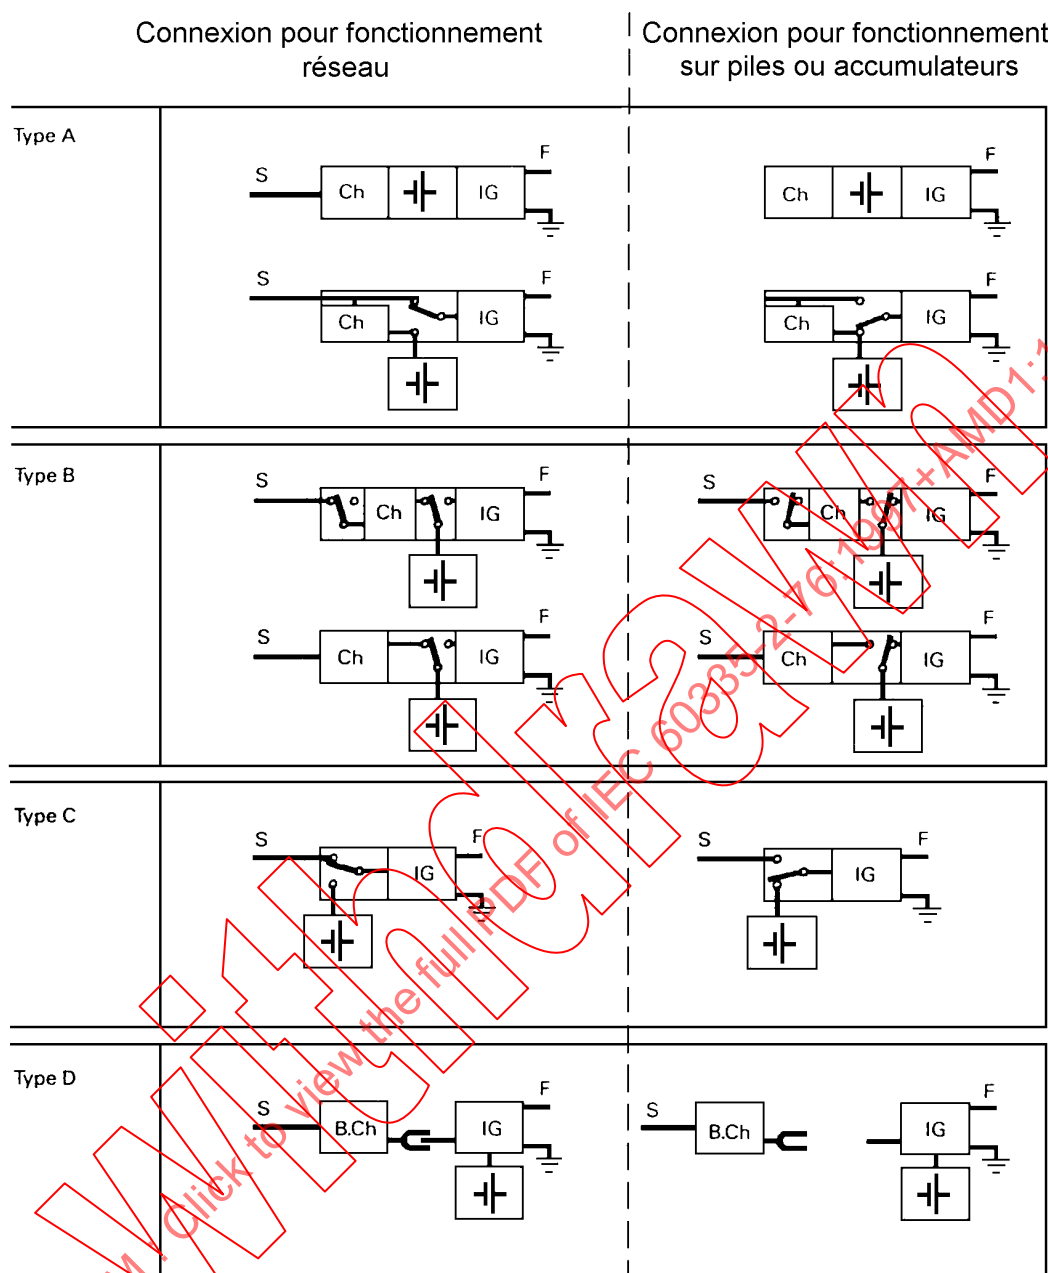 Connexion pour fonctionnement
réseau
Connexion pour fonctionnement
sur piles ou accumulateurs
Type A
S
Ch
IG
F
Ch
IG
F
S
Ch
IG
F
Ch
IG
F
Type B
S
Ch
IG
F
S
Ch
IG
F
S
Ch
IG
F
S
Ch
IG
F
Type C
S
IG
F
S
IG
F
Type D
S
B.Ch
IG
F
S
B.Ch
IG
F
Withdrawn
Click to view the full PDF of IEC 60335-2-76:1997+AMD1:1